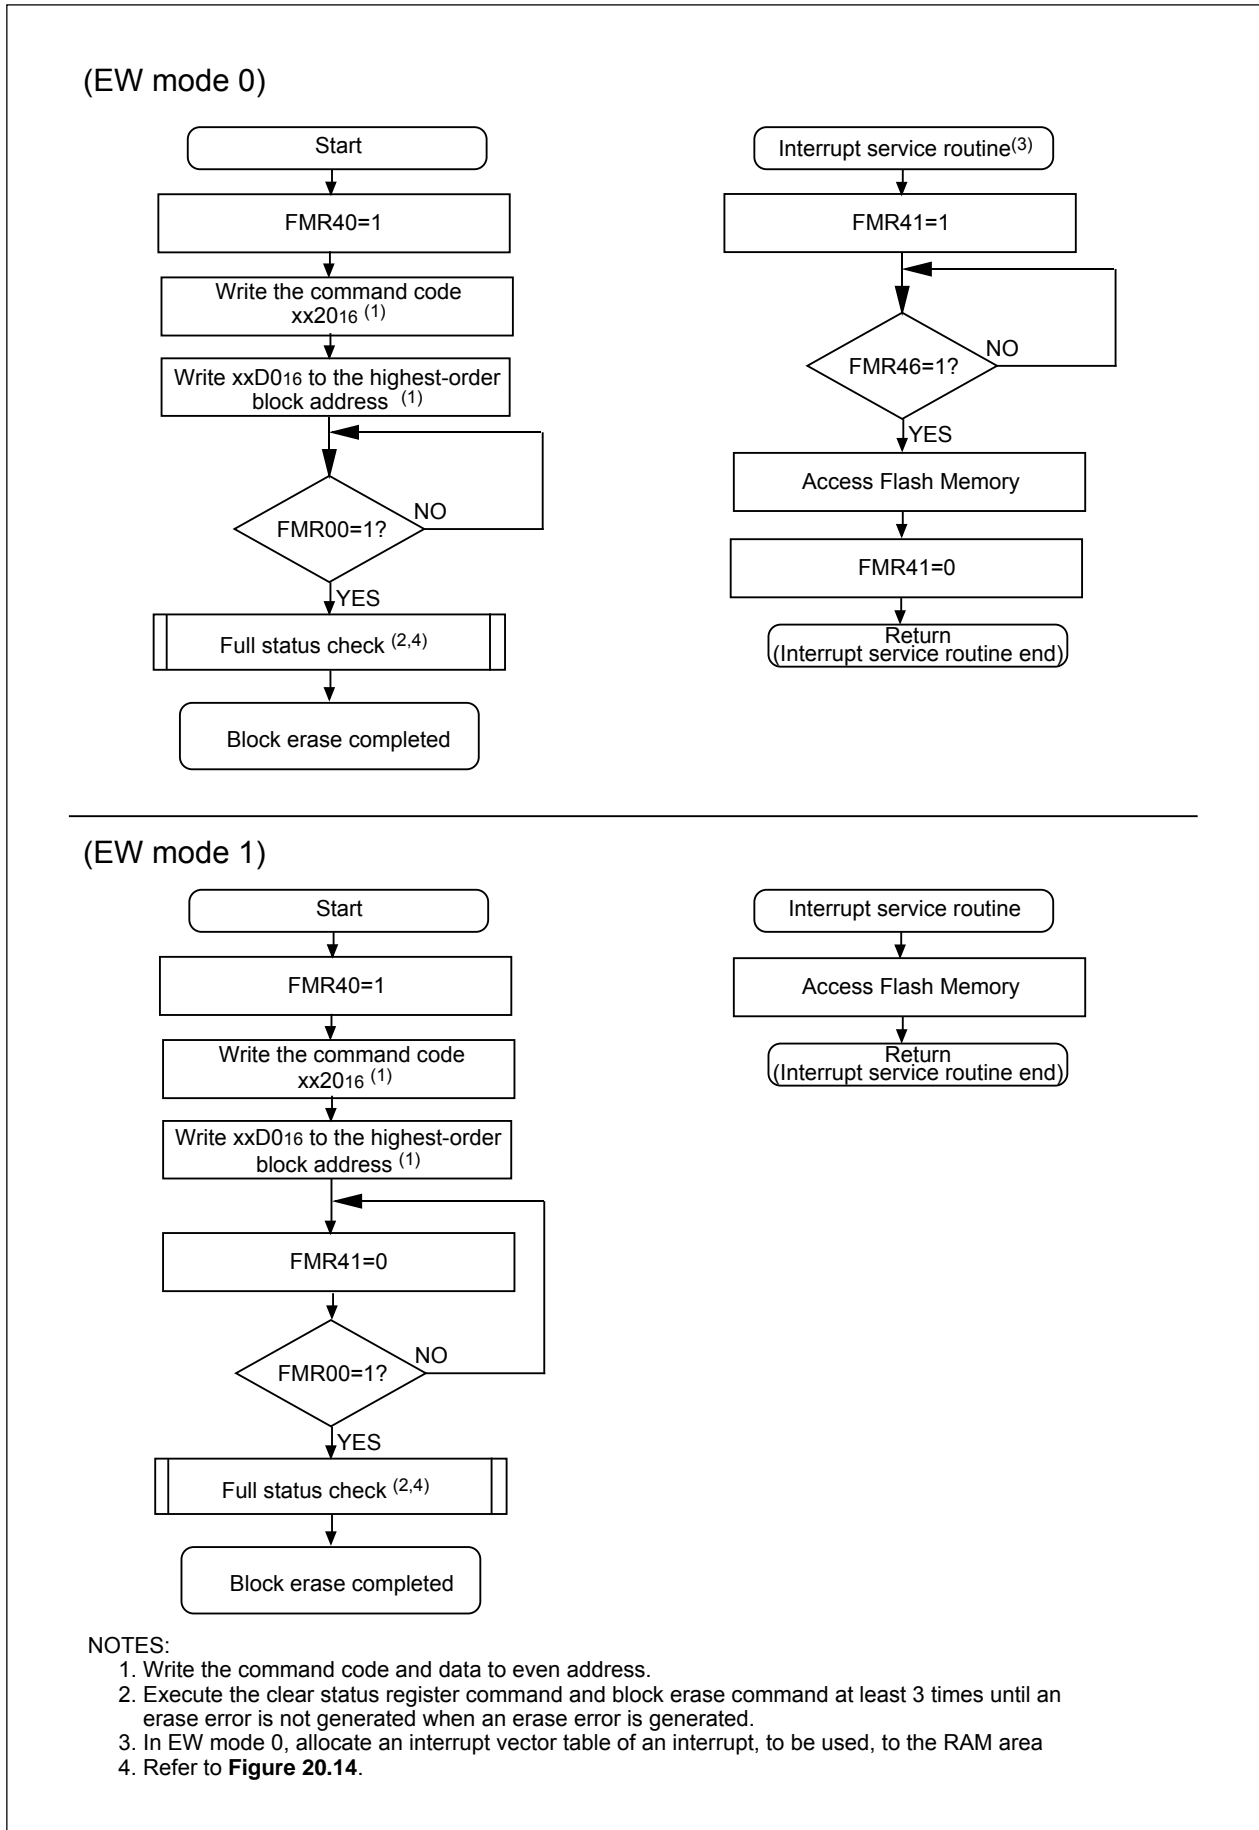 (EW mode 0)
Start
FMR40=1
Write the command code
xx2016 (1)
Write xxD016 to the highest-order
block address (1)
FMR00=1?
NO
YES
Full status check (2,4)
Block erase completed
Interrupt service routine(3)
FMR41=1
FMR46=1?
NO
YES
Access Flash Memory
FMR41=0
Return
(Interrupt service routine end)
(EW mode 1)
Start
FMR40=1
Write the command code
xx2016 (1)
Write xxD016 to the highest-order
block address (1)
FMR41=0
FMR00=1?
NO
YES
Full status check (2,4)
Block erase completed
Interrupt service routine
Access Flash Memory
Return
(Interrupt service routine end)
NOTES:
1. Write the command code and data to even address.
2. Execute the clear status register command and block erase command at least 3 times until an
erase error is not generated when an erase error is generated.
3. In EW mode 0, allocate an interrupt vector table of an interrupt, to be used, to the RAM area
4. Refer to Figure 20.14.